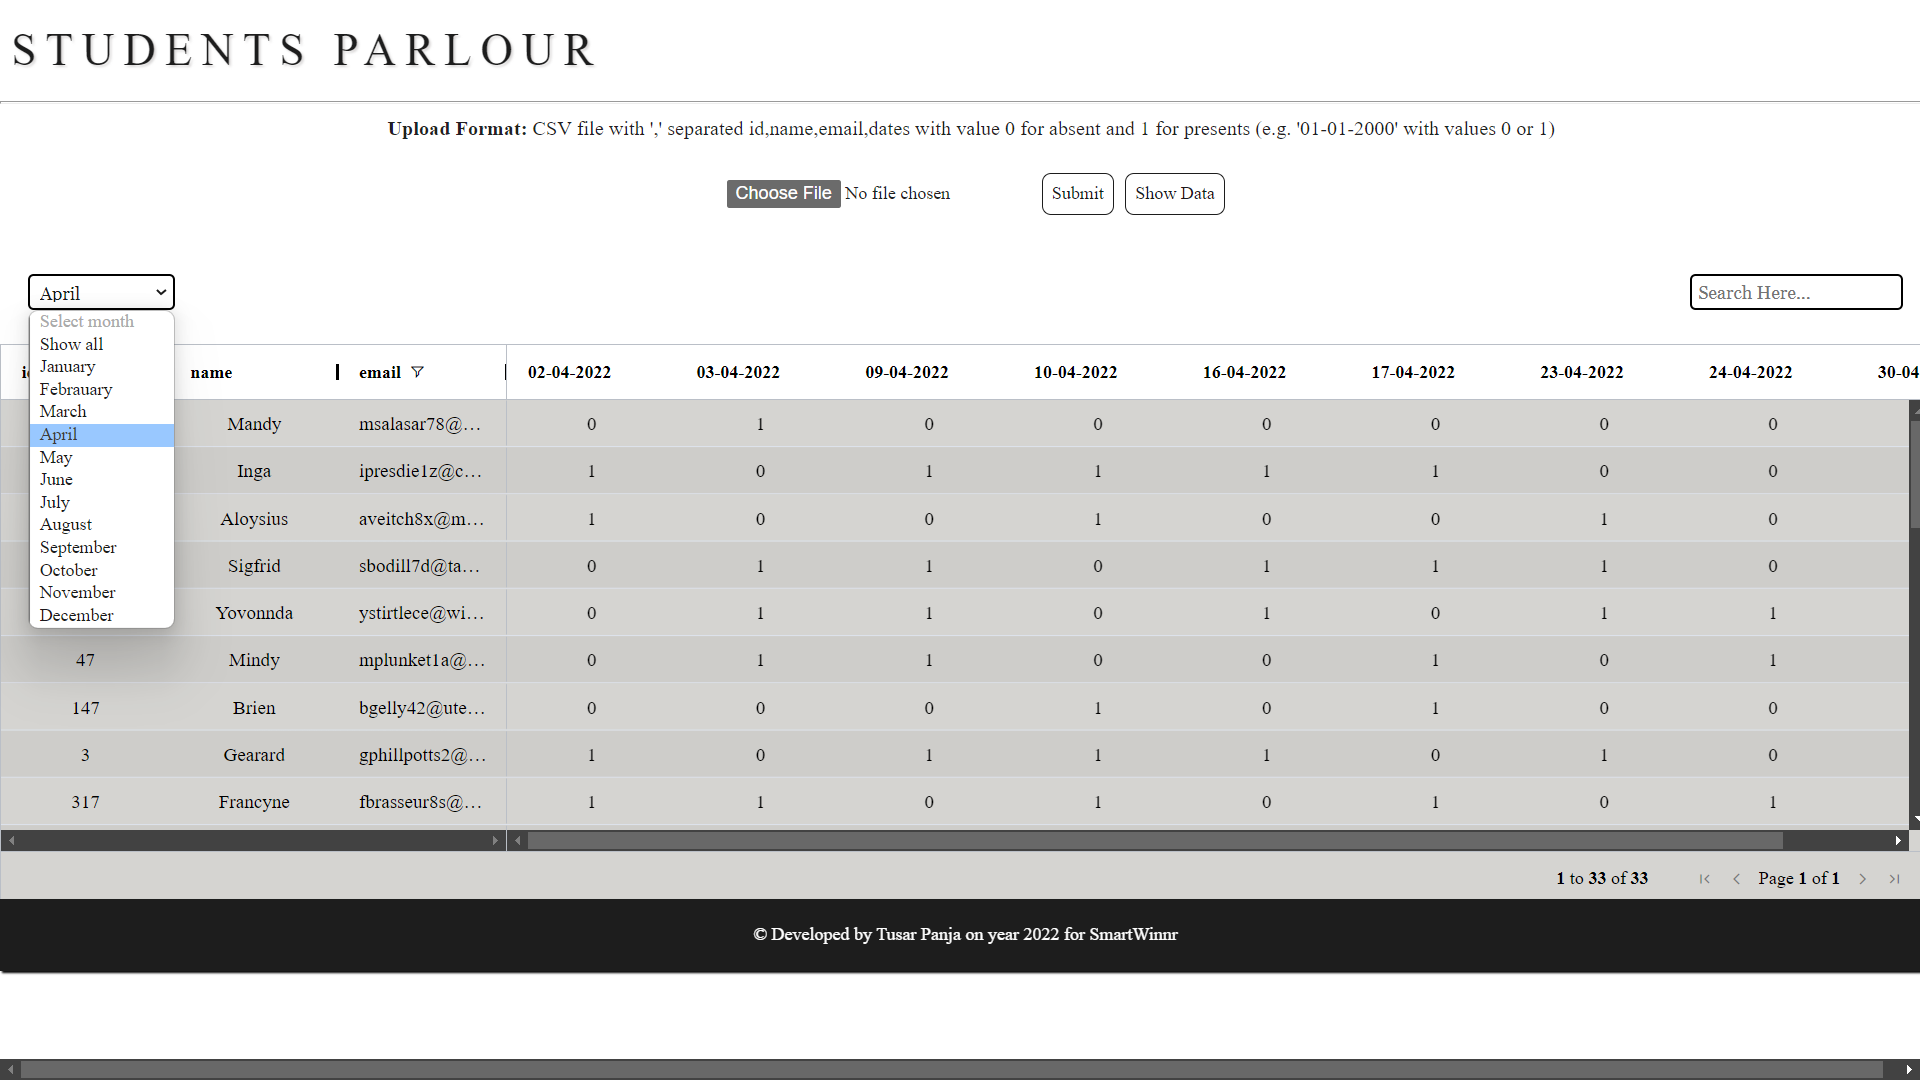 STUDENTS PARLOUR
Upload Format: CSV file with ',' separated id,name,email,dates with value 0 for absent and 1 for presents (e.g. '01-01-2000' with values 0 or 1)
Choose File No file chosen Submit Show Data
April Search Here...
Select month
Show all
January
Febrauary
March
April
May
June
July
August
September
October
November
December
name email 02-04-2022 03-04-2022 09-04-2022 10-04-2022 16-04-2022 17-04-2022 23-04-2022 24-04-2022 30-04
Mandy msalasar78@... 0 1 0 0 0 0 0 0
Inga ipresdie1z@c... 1 0 1 1 1 1 0 0
Aloysius aveitch8x@m... 1 0 0 1 0 0 1 0
Sigfrid sbodill7d@ta... 0 1 1 0 1 1 1 0
Yovonnda ystirtlece@wi... 0 1 1 0 1 0 1 1
47 Mindy mplunket1a@... 0 1 1 0 0 1 0 1
147 Brien bgelly42@ute... 0 0 0 1 0 1 0 0
3 Gearard gphillpotts2@... 1 0 1 1 1 0 1 0
317 Francyne fbrasseur8s@... 1 1 0 1 0 1 0 1
1 to 33 of 33 Page 1 of 1
© Developed by Tusar Panja on year 2022 for SmartWinnr